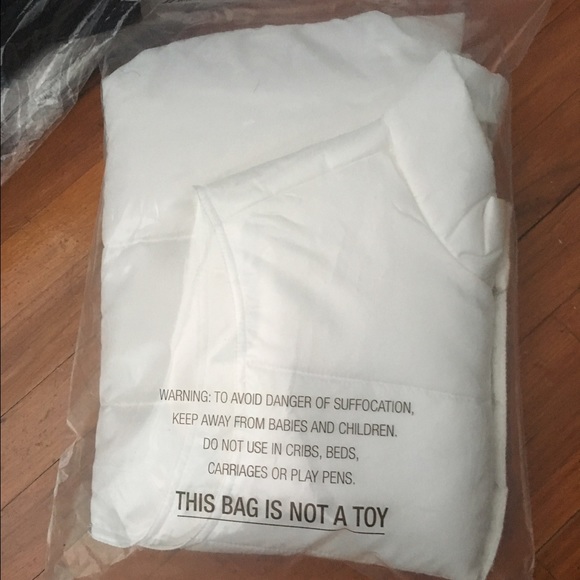 WARNING: TO AVOID DANGER OF SUFFOCATION,
KEEP AWAY FROM BABIES AND CHILDREN.
DO NOT USE IN CRIBS, BEDS,
CARRIAGES OR PLAY PENS.
THIS BAG IS NOT A TOY